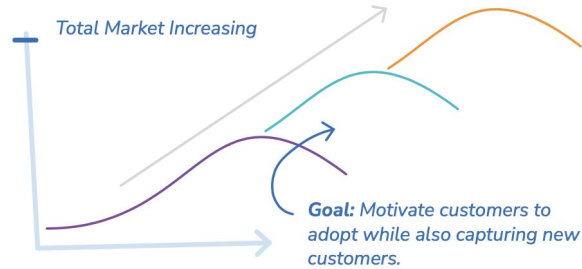 Total Market Increasing
Goal: Motivate customers to
adopt while also capturing new
customers.